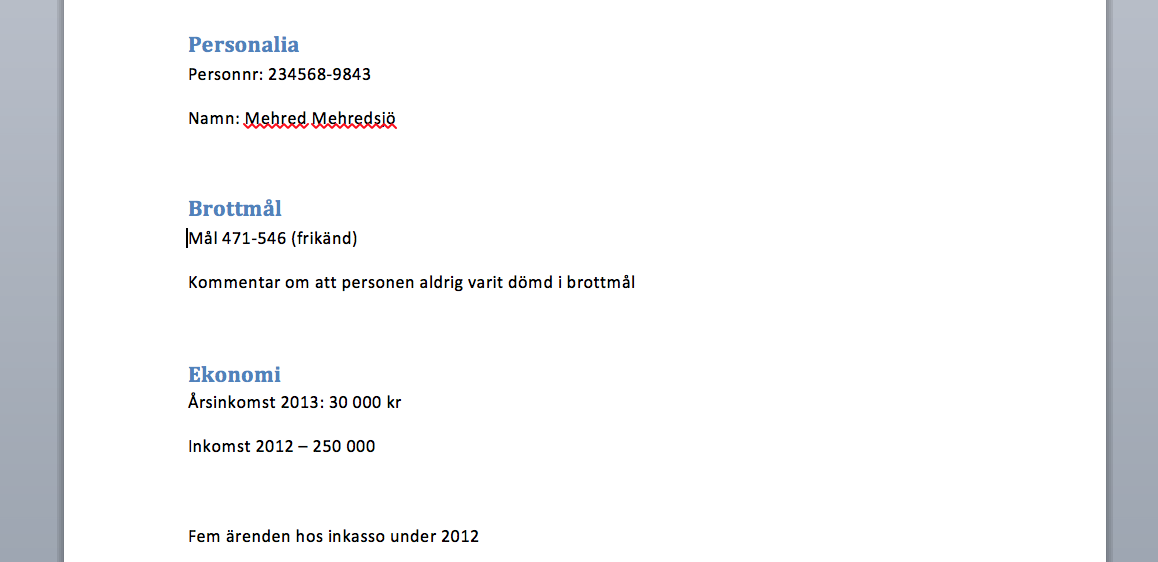 Personalia
Personnr: 234568-9843
Namn: Mehred Mehredsjö
Brottmål
Mål 471-546 (frikänd)
Kommentar om att personen aldrig varit dömd i brottmål
Ekonomi
Årsinkomst 2013: 30 000 kr
Inkomst 2012 – 250 000
Fem ärenden hos inkasso under 2012